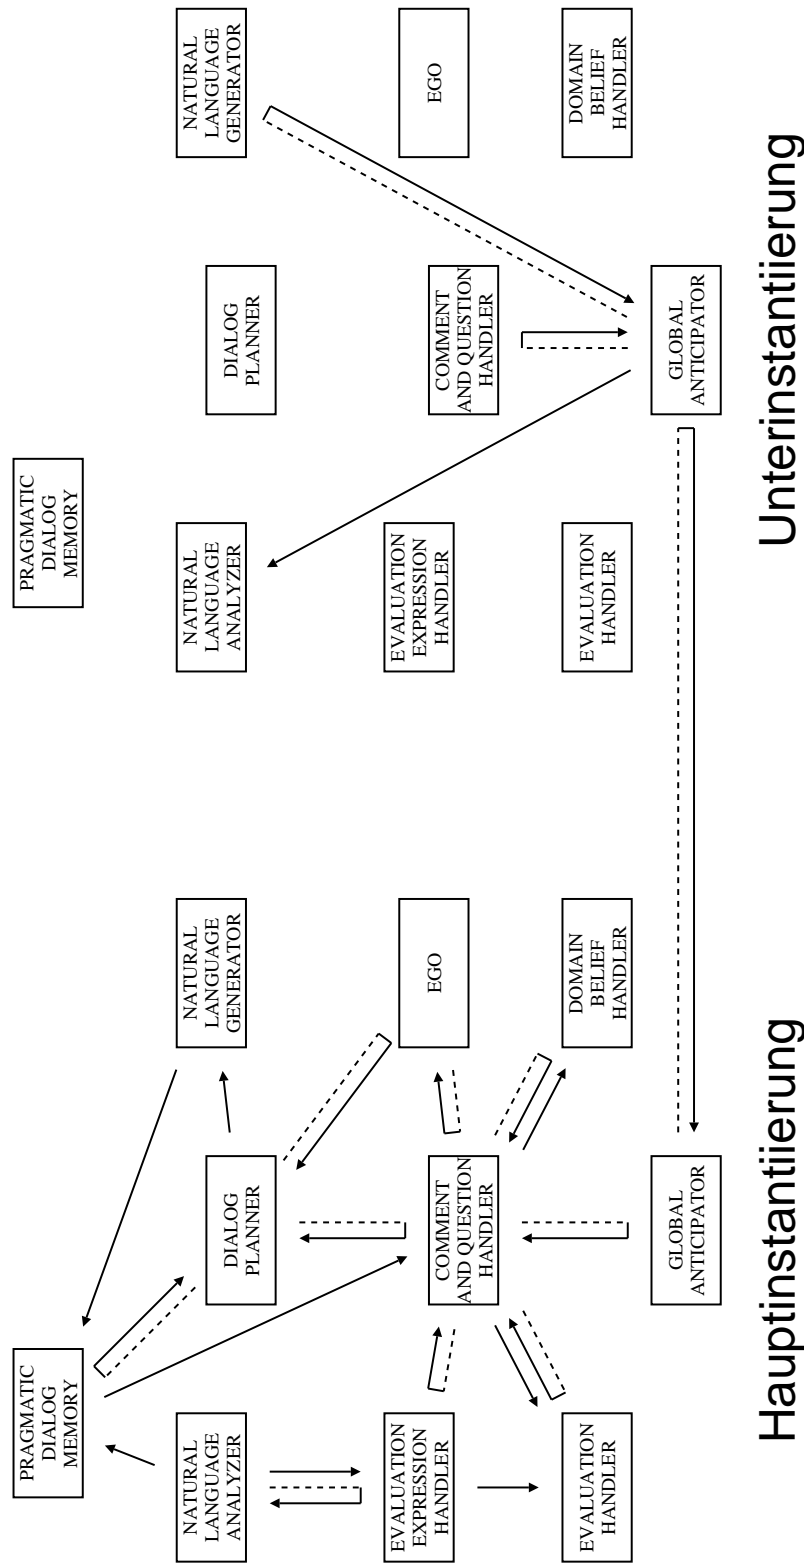 PRAGMATIC
DIALOG
MEMORY
NATURAL
LANGUAGE
ANALYZER
DIALOG
PLANNER
NATURAL
LANGUAGE
GENERATOR
EVALUATION
EXPRESSION
HANDLER
COMMENT
AND QUESTION
HANDLER
EGO
EVALUATION
HANDLER
DOMAIN
BELIEF
HANDLER
GLOBAL
ANTICIPATOR
Hauptinstantiierung
PRAGMATIC
DIALOG
MEMORY
NATURAL
LANGUAGE
ANALYZER
DIALOG
PLANNER
NATURAL
LANGUAGE
GENERATOR
EVALUATION
EXPRESSION
HANDLER
COMMENT
AND QUESTION
HANDLER
EGO
EVALUATION
HANDLER
DOMAIN
BELIEF
HANDLER
GLOBAL
ANTICIPATOR
Unterinstantiierung